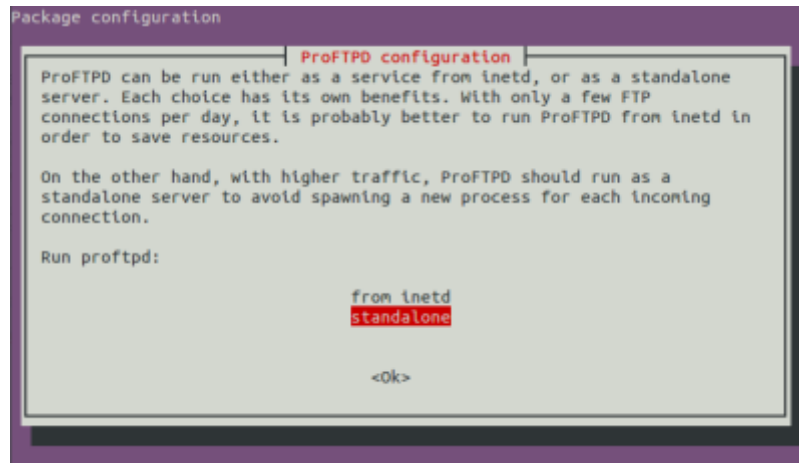 Package configuration
ProFTPD configuration
ProFTPD can be run either as a service from inetd, or as a standalone
server. Each choice has its own benefits. With only a few FTP
connections per day, it is probably better to run ProFTPD from inetd in
order to save resources.
On the other hand, with higher traffic, ProFTPD should run as a
standalone server to avoid spawning a new process for each incoming
connection.
Run proftpd:
from inetd
standalone
<Ok>